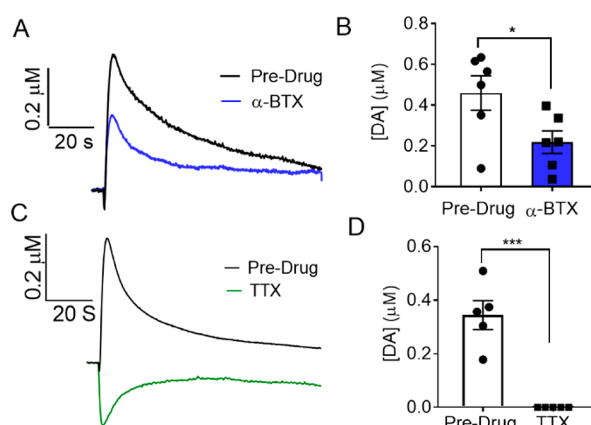 A
0.2 μM
20 s
Pre-Drug
α-BTX
B
[DA] (μM)
0.8
0.6
0.4
0.2
0.0
*
Pre-Drug α-BTX
C
0.2 μM
20 S
Pre-Drug
TTX
D
[DA] (μM)
0.6
0.4
0.2
0.0
***
Pre-Drug TTX